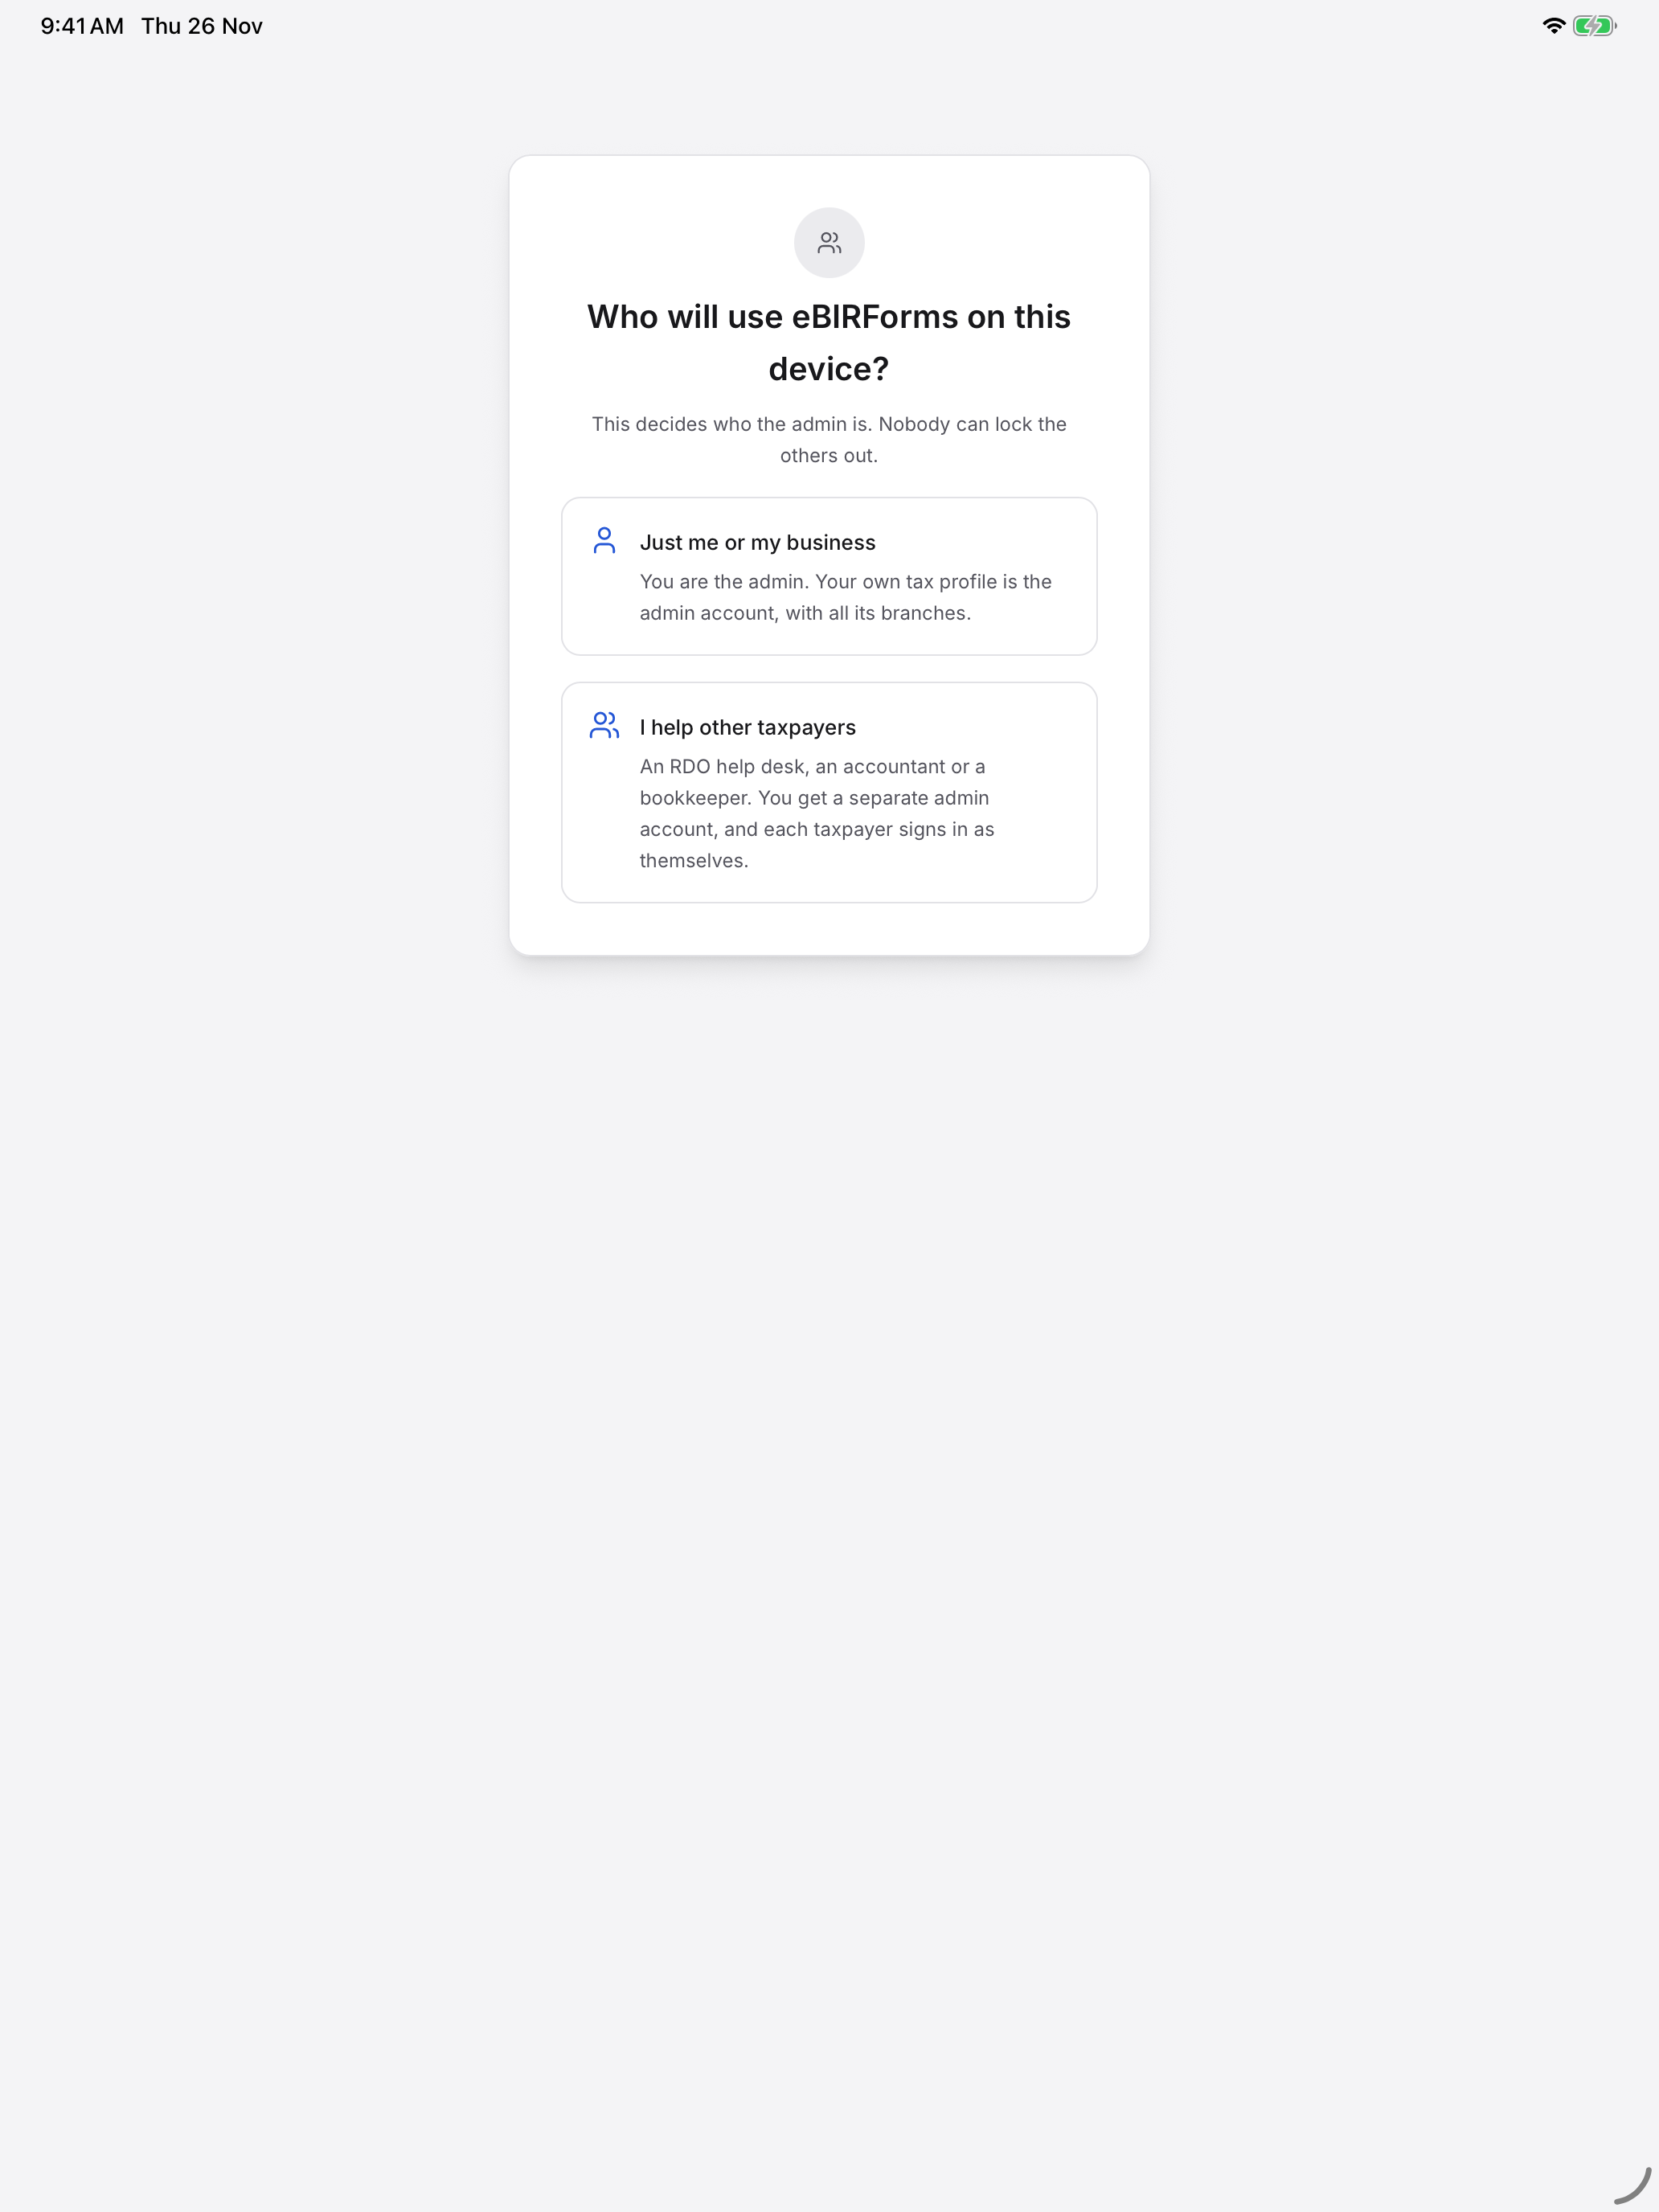 9:41 AM Thu 26 Nov
Who will use eBIRForms on this
device?
This decides who the admin is. Nobody can lock the
others out.
Just me or my business
You are the admin. Your own tax profile is the
admin account, with all its branches.
I help other taxpayers
An RDO help desk, an accountant or a
bookkeeper. You get a separate admin
account, and each taxpayer signs in as
themselves.